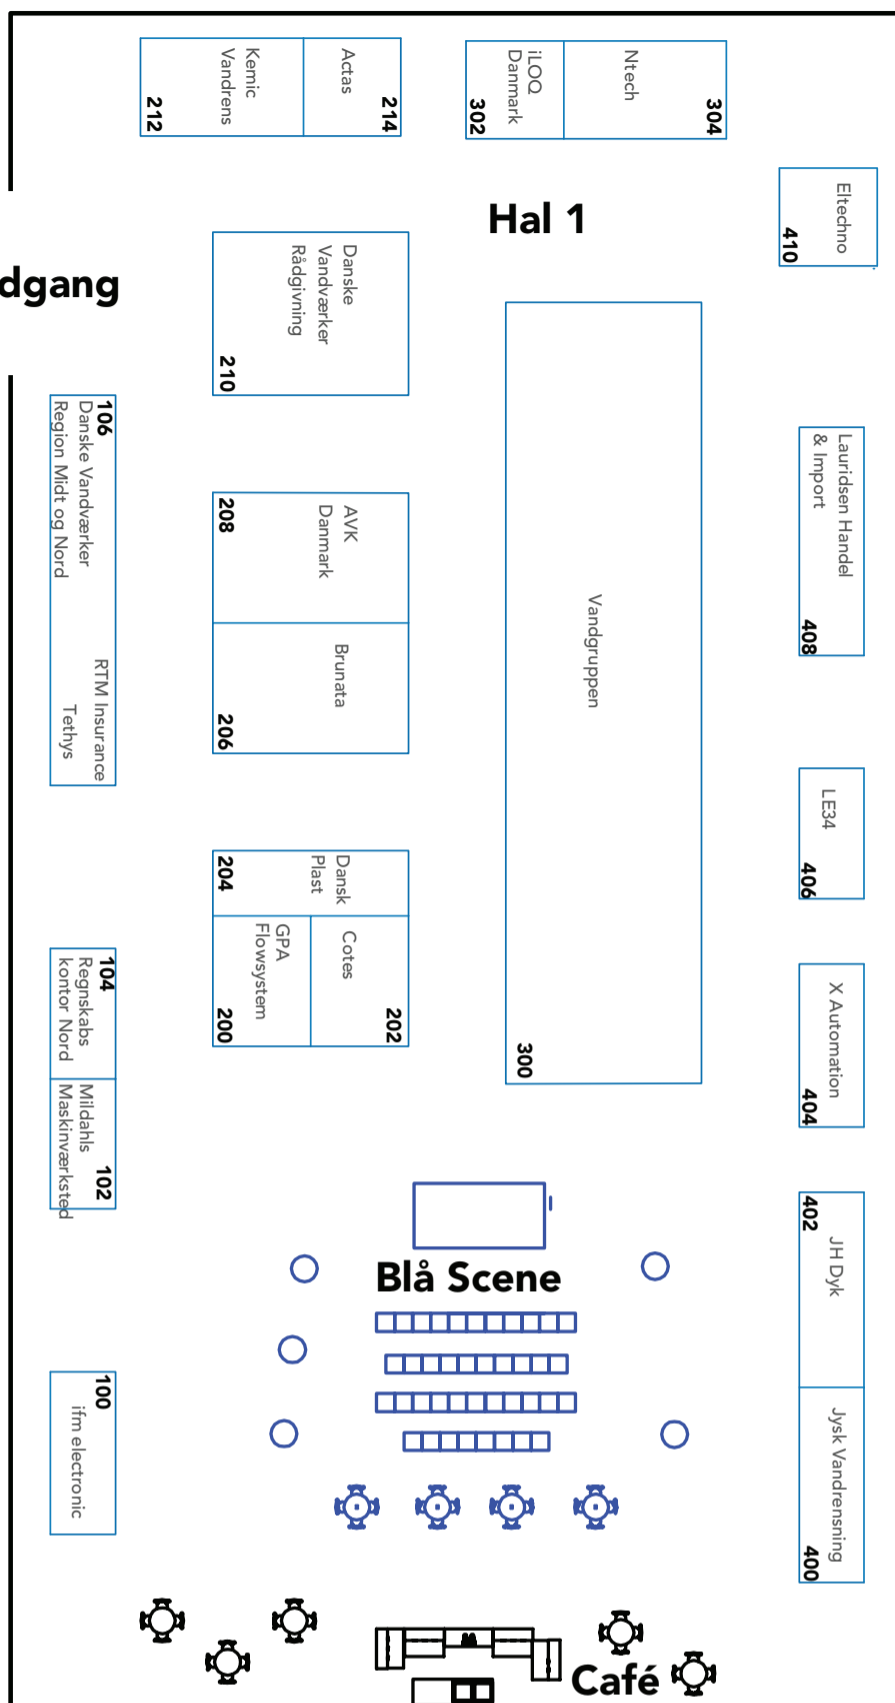 Kemic
Vandrens
212
Actas
214
iLOQ
Danmark
302
Ntech
304
Eltechno
410
Hal 1
dgang
Danske
Vandværker
Rådgivning
210
106
Danske Vandværker
Region Midt og Nord
RTM Insurance
Tethys
208
AVK
Danmark
Brunata
206
Vandgruppen
300
Lauridsen Handel
& Import
408
LE34
406
204
Dansk
Plast
GPA
Flowsystem
200
Cotes
202
X Automation
404
104
Regnskabs
kontor Nord
Mildahls
Maskinværksted
102
402
JH Dyk
Blå Scene
100
ifm electronic
Jysk Vandrensning
400
Café